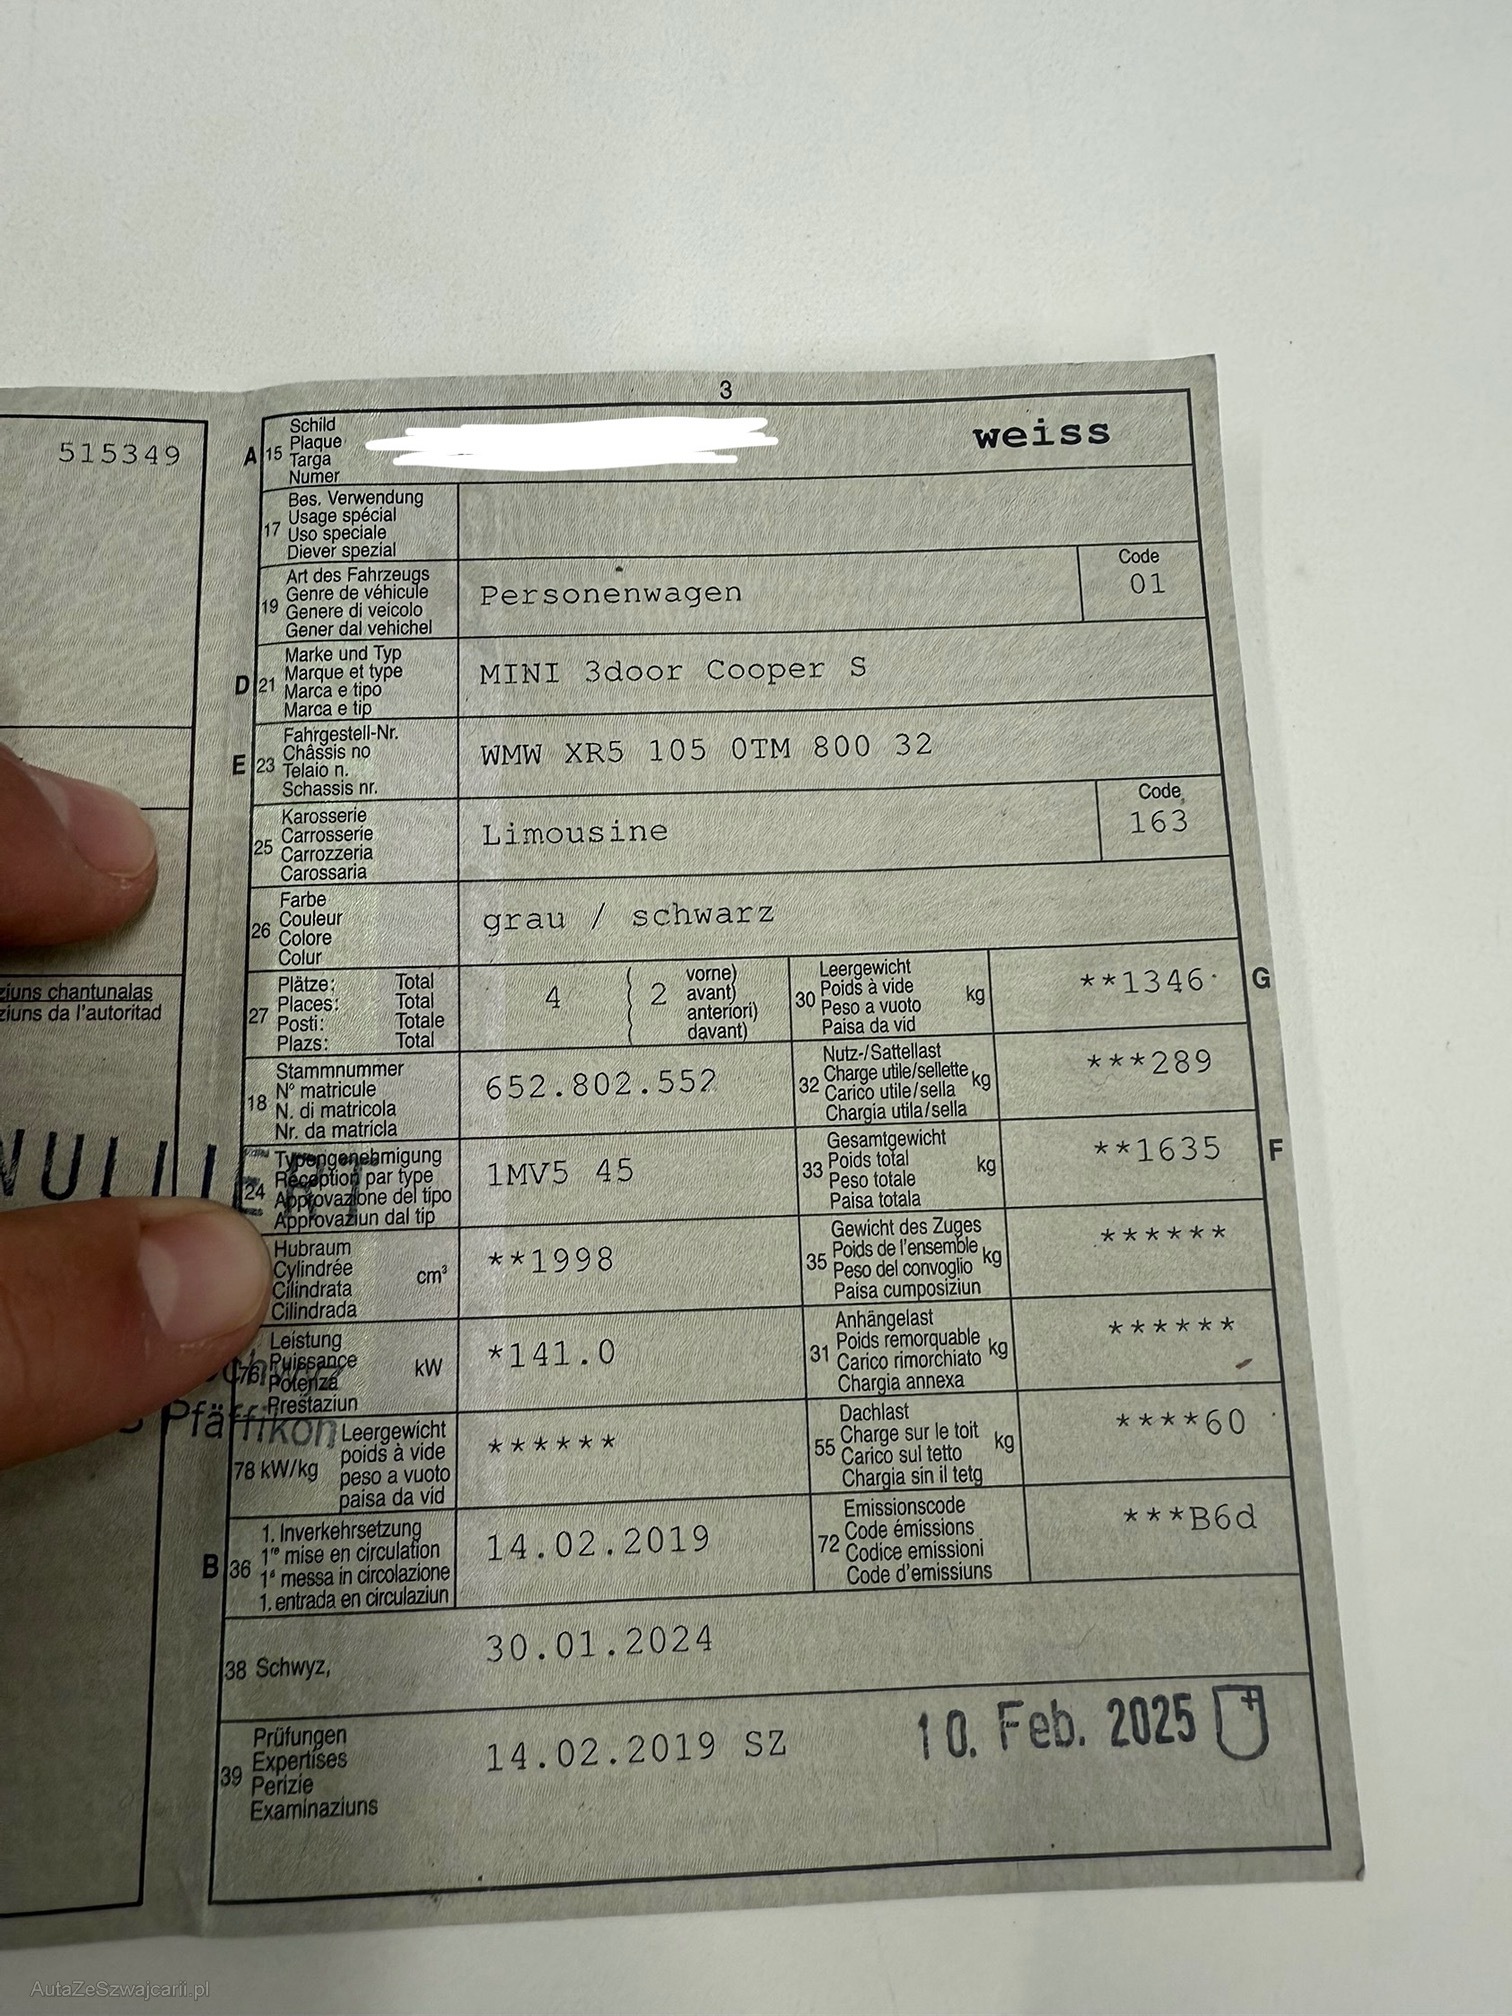 515349
3
A 15 Schild
Plaque
Targa
Numer
weiss
17 Bes. Verwendung
Usage spécial
Uso speciale
Diever spezial
19 Art des Fahrzeugs
Genre de véhicule
Genere di veicolo
Gener dal vehichel
Personenwagen
Code
01
D 21 Marke und Typ
Marque et type
Marca e tipo
Marca e tip
MINI 3door Cooper S
E 23 Fahrgestell-Nr.
Châssis no
Telaio n.
Schassis nr.
WMW XR5 105 0TM 800 32
25 Karosserie
Carrosserie
Carrozzeria
Carossaria
Limousine
Code
163
26 Farbe
Couleur
Colore
Colur
grau / schwarz
27 Plätze: Total
Places: Total
Posti: Totale
Plazs: Total
4 ( 2 vorne)
avant)
anteriori)
davant)
30 Leergewicht
Poids à vide
Peso a vuoto
Paisa da vid
kg
**1346
G
ziuns chantunalas
ziuns da l'autoritad
18 Stammnummer
N° matricule
N. di matricola
Nr. da matricla
652.802.552
32 Nutz-/Sattellast
Charge utile/sellette
Carico utile/sella
Chargia utila/sella
kg
***289
NULLIERT
24 Typengenehmigung
Réception par type
Approvazione del tipo
Approvaziun dal tip
1MV5 45
33 Gesamtgewicht
Poids total
Peso totale
Paisa totala
kg
**1635
F
Hubraum
Cylindrée
Cilindrata
Cilindrada
cm³
**1998
35 Gewicht des Zuges
Poids de l'ensemble
Peso del convoglio
Paisa cumposiziun
kg
******
76 Leistung
Puissance
Potenza
Prestaziun
kW
*141.0
31 Anhängelast
Poids remorquable
Carico rimorchiato
Chargia annexa
kg
******
chwyz
Pfäffikon
78 kW/kg Leergewicht
poids à vide
peso a vuoto
paisa da vid
******
55 Dachlast
Charge sur le toit
Carico sul tetto
Chargia sin il tetg
kg
****60
B 36 1. Inverkehrsetzung
1re mise en circulation
1a messa in circolazione
1. entrada en circulaziun
14.02.2019
72 Emissionscode
Code émissions
Codice emissioni
Code d'emissiuns
***B6d
38 Schwyz,
30.01.2024
39 Prüfungen
Expertises
Perizie
Examinaziuns
14.02.2019 SZ
10. Feb. 2025
AutaZeSzwajcarii.pl